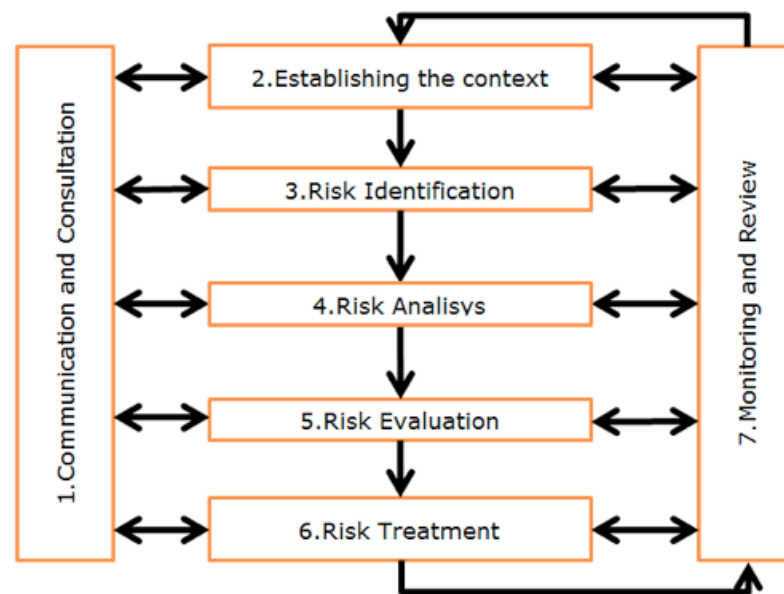 1.Communication and Consultation
2.Establishing the context
3.Risk Identification
4.Risk Analisys
5.Risk Evaluation
6.Risk Treatment
7.Monitoring and Review